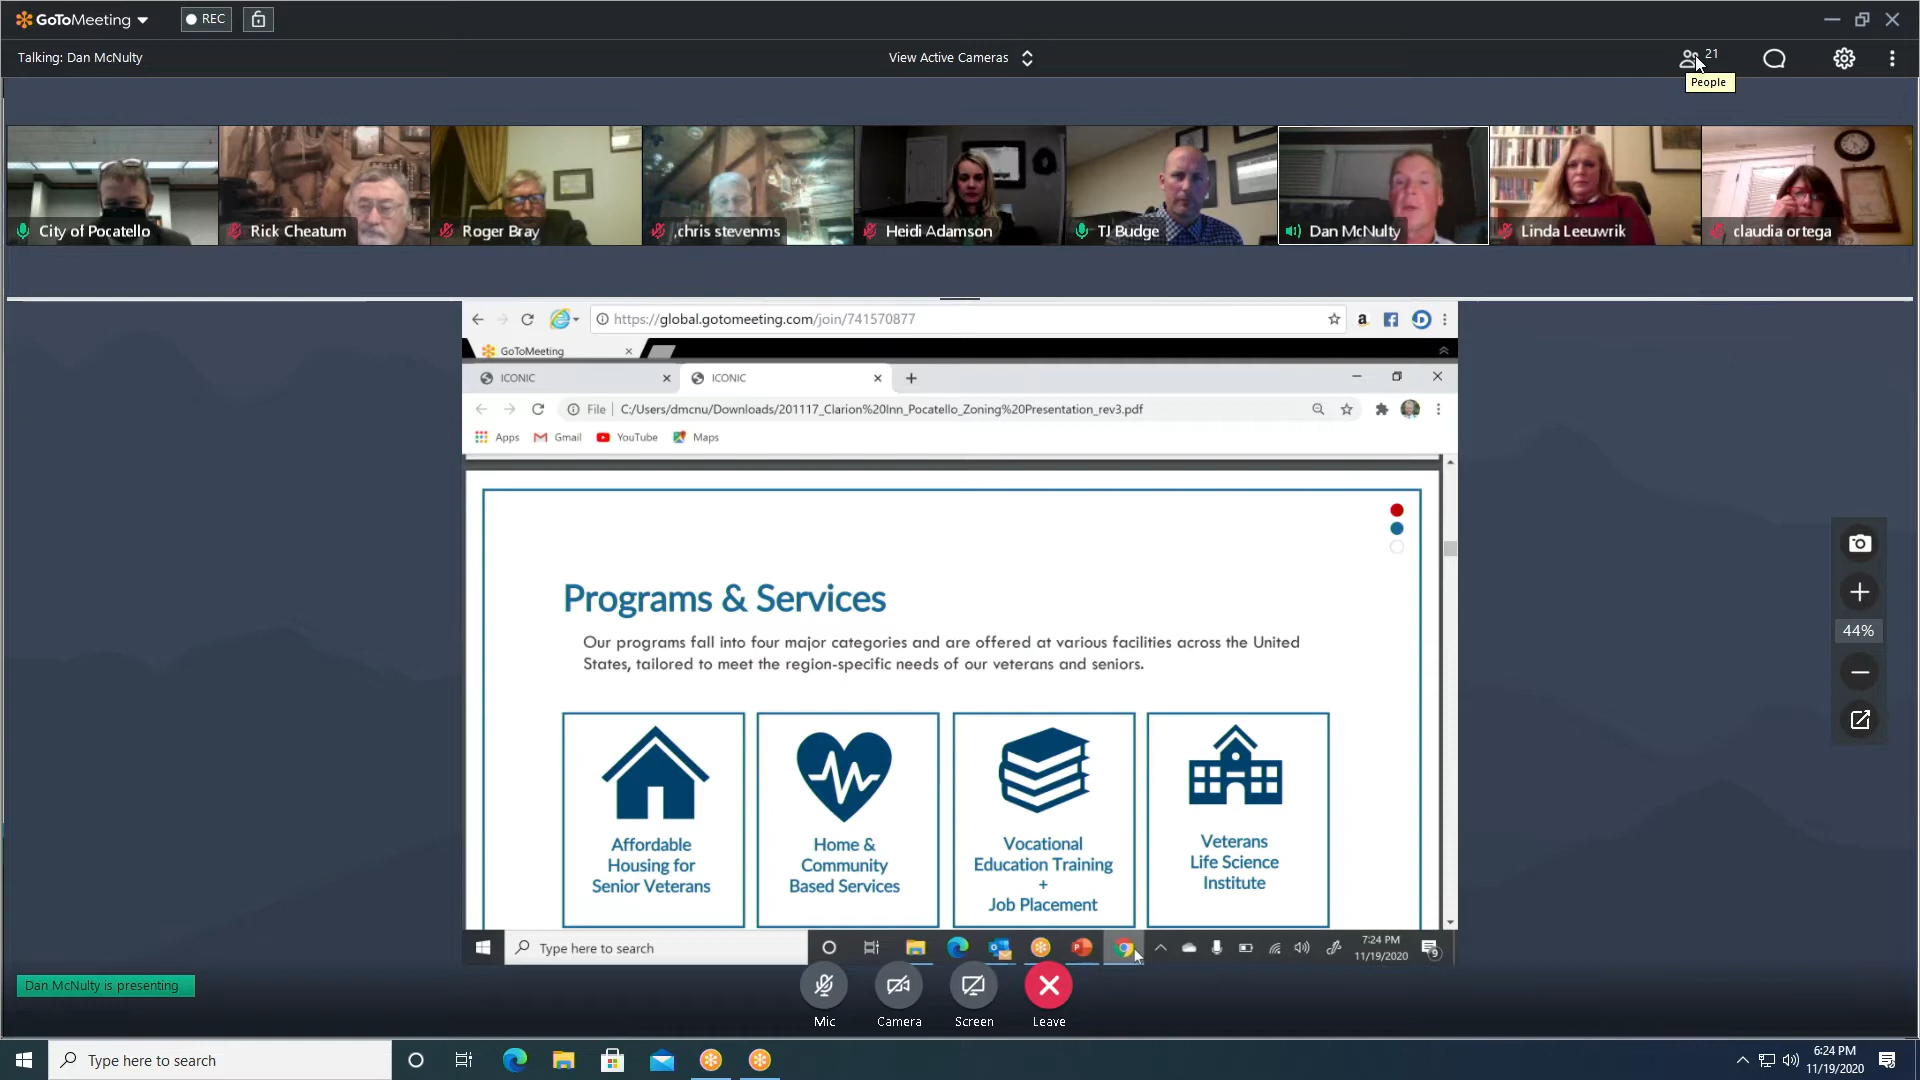 GoToMeeting
REC
Talking: Dan McNulty
View Active Cameras
21
People
City of Pocatello
Rick Cheatum
Roger Bray
,chris stevenms
Heidi Adamson
TJ Budge
Dan McNulty
Linda Leeuwrik
claudia ortega
https://global.gotomeeting.com/join/741570877
GoToMeeting
ICONIC
ICONIC
File
C:/Users/dmcnu/Downloads/201117_Clarion%20Inn_Pocatello_Zoning%20Presentation_rev3.pdf
Apps
Gmail
YouTube
Maps
Programs & Services
Our programs fall into four major categories and are offered at various facilities across the United
States, tailored to meet the region-specific needs of our veterans and seniors.
Affordable
Housing for
Senior Veterans
Home &
Community
Based Services
Vocational
Education Training
+
Job Placement
Veterans
Life Science
Institute
44%
Type here to search
7:24 PM
11/19/2020
9
Dan McNulty is presenting
Mic
Camera
Screen
Leave
Type here to search
6:24 PM
11/19/2020